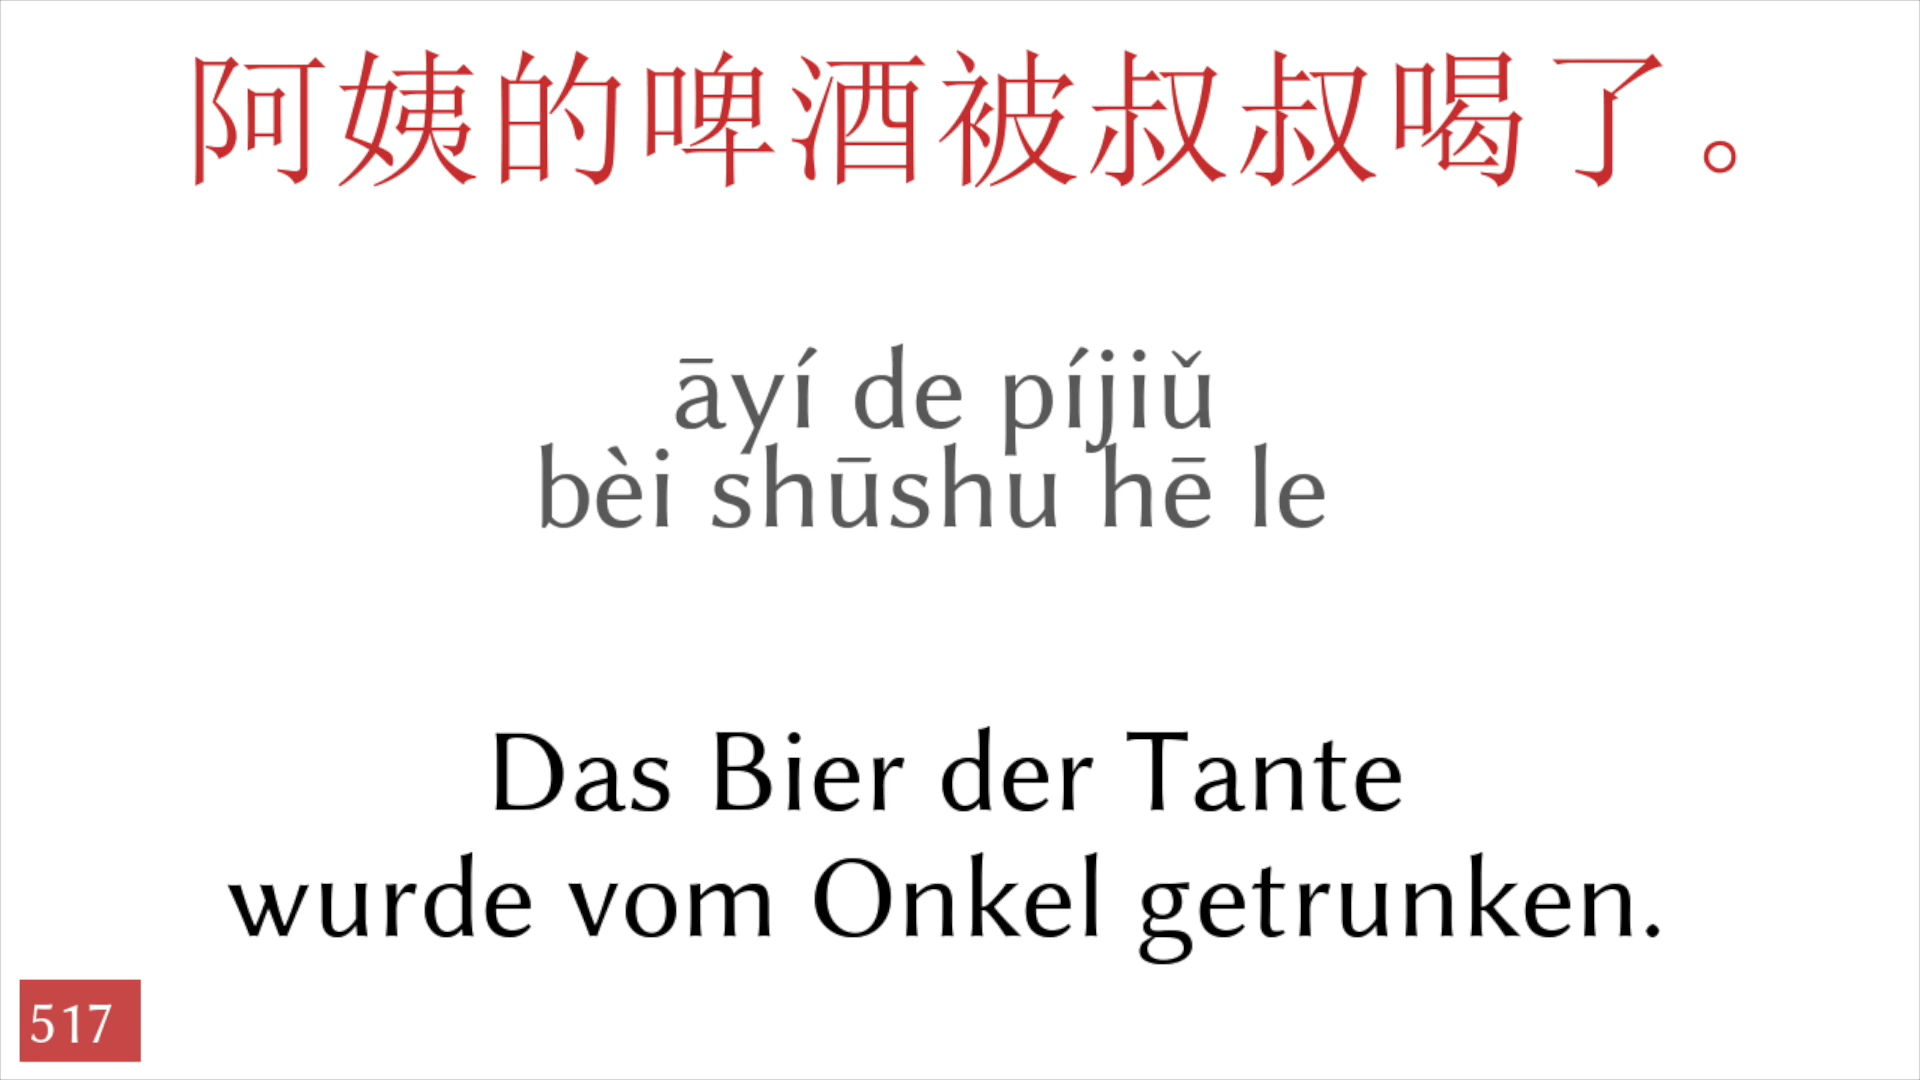 阿姨的啤酒被叔叔喝了。
āyí de píjiǔ
bèi shūshu hē le
Das Bier der Tante
wurde vom Onkel getrunken.
517